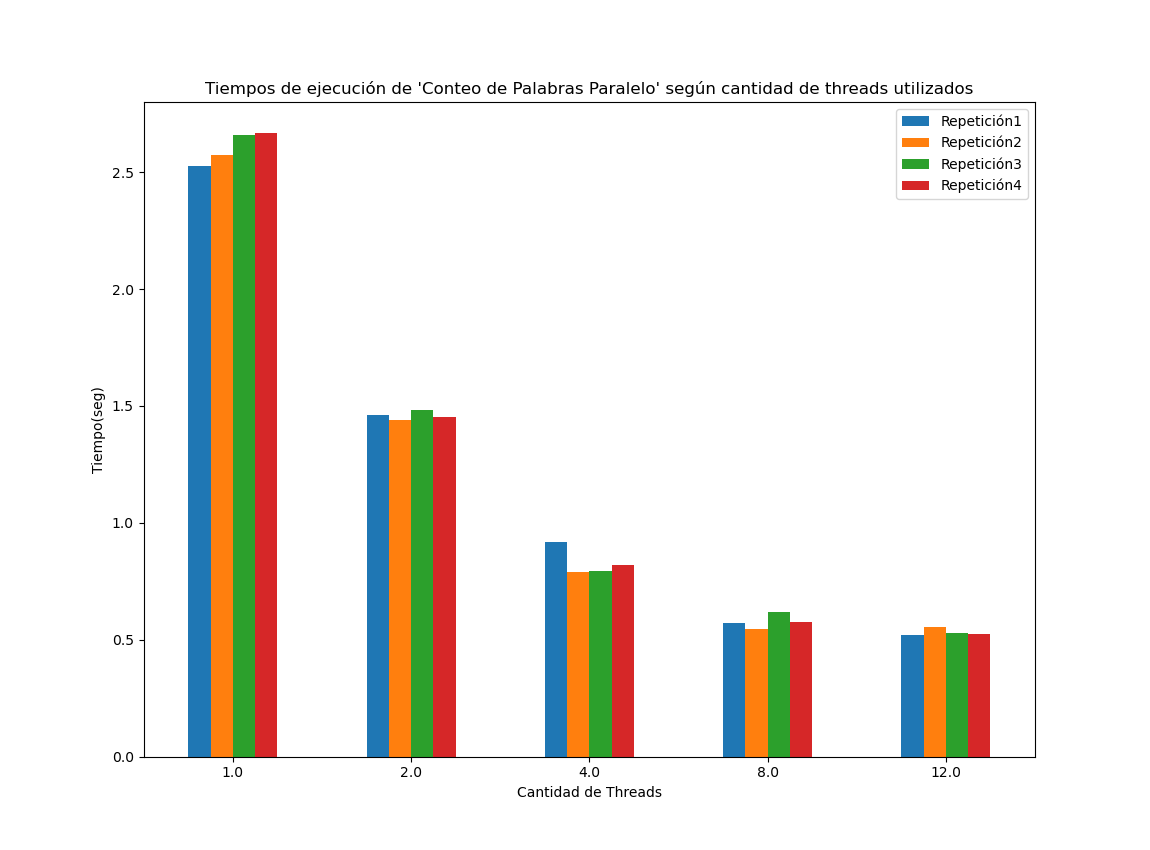 Tiempos de ejecución de 'Conteo de Palabras Paralelo' según cantidad de threads utilizados
Repetición1
Repetición2
Repetición3
Repetición4
2.5
2.0
1.5
1.0
0.5
0.0
Tiempo(seg)
1.0 2.0 4.0 8.0 12.0
Cantidad de Threads